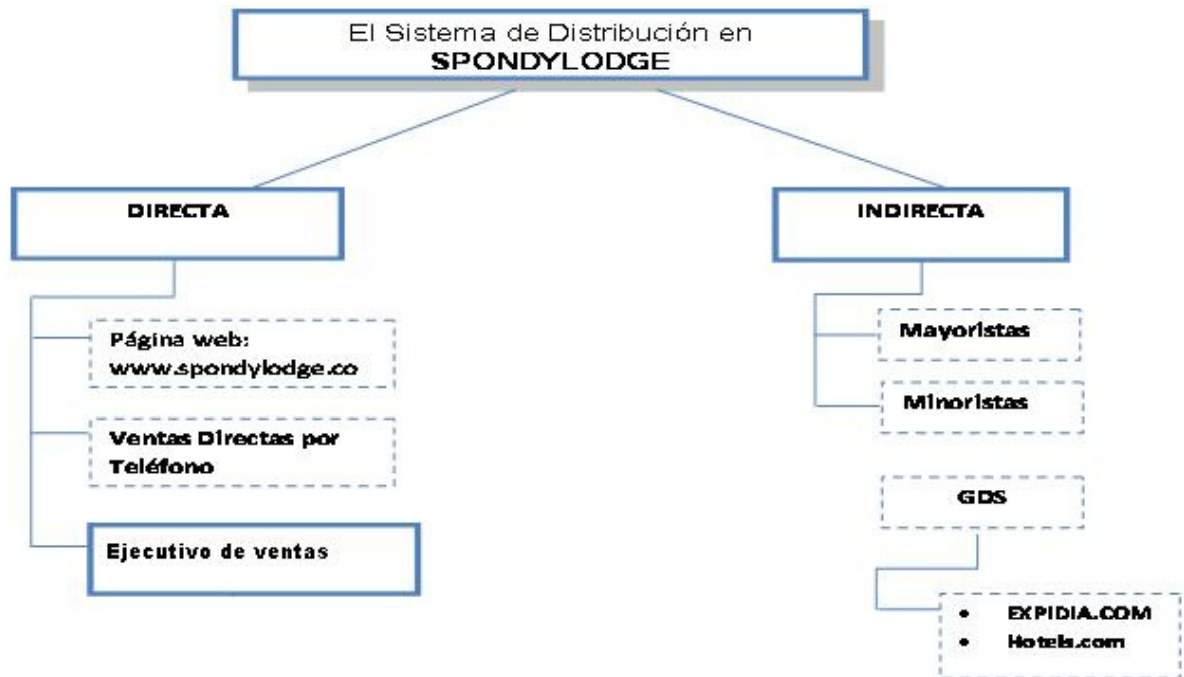 El Sistema de Distribución en
SPONDYLODGE
DIRECTA
Página web:
www.spondylodge.co
Ventas Directas por
Teléfono
Ejecutivo de ventas
INDIRECTA
Mayoristas
Minoristas
GDS
• EXPIDIA.COM
• Hotels.com